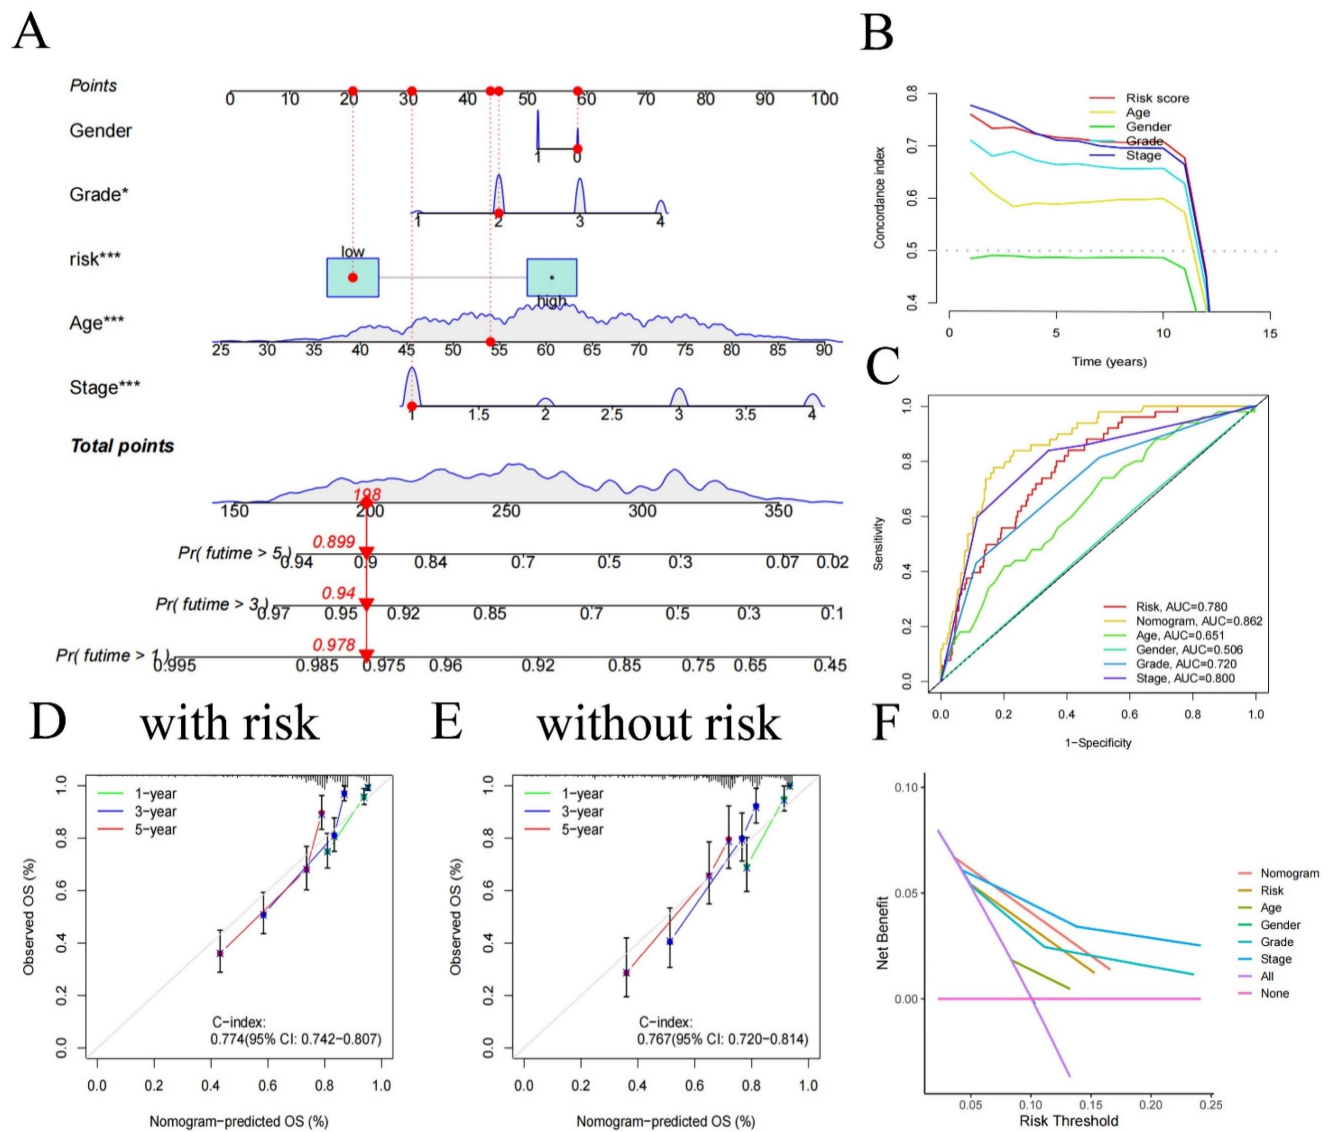 A
Points
0 10 20 30 40 50 60 70 80 90 100
Gender
1 0
Grade*
1 2 3 4
risk***
low
high
Age***
25 30 35 40 45 50 55 60 65 70 75 80 85 90
Stage***
1 1.5 2 2.5 3 3.5 4
Total points
198
150 200 250 300 350
0.899
Pr( futime > 5 )
0.94 0.9 0.84 0.7 0.5 0.3 0.07 0.02
0.94
Pr( futime > 3 )
0.97 0.95 0.92 0.85 0.7 0.5 0.3 0.1
0.978
Pr( futime > 1 )
0.995 0.985 0.975 0.96 0.92 0.85 0.75 0.65 0.45
B
Concordance index
0.8
0.7
0.6
0.5
0.4
Risk score
Age
Gender
Grade
Stage
0 5 10 15
Time (years)
C
Sensitivity
1.0
0.8
0.6
0.4
0.2
0.0
Risk, AUC=0.780
Nomogram, AUC=0.862
Age, AUC=0.651
Gender, AUC=0.506
Grade, AUC=0.720
Stage, AUC=0.800
0.0 0.2 0.4 0.6 0.8 1.0
1-Specificity
D
with risk
Observed OS (%)
1.0
0.8
0.6
0.4
0.2
0.0
1-year
3-year
5-year
C-index:
0.774(95% CI: 0.742-0.807)
0.0 0.2 0.4 0.6 0.8 1.0
Nomogram-predicted OS (%)
E
without risk
Observed OS (%)
1.0
0.8
0.6
0.4
0.2
0.0
1-year
3-year
5-year
C-index:
0.767(95% CI: 0.720-0.814)
0.0 0.2 0.4 0.6 0.8 1.0
Nomogram-predicted OS (%)
F
Net Benefit
0.10
0.05
0.00
0.05 0.10 0.15 0.20 0.25
Risk Threshold
Nomogram
Risk
Age
Gender
Grade
Stage
All
None